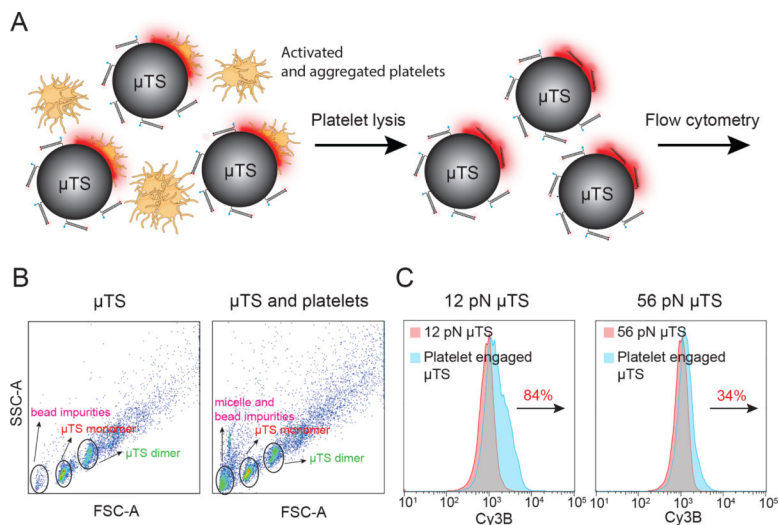 A
Activated
and aggregated platelets
μTS
μTS
μTS
Platelet lysis
μTS
μTS
μTS
Flow cytometry
B
μTS
μTS and platelets
SSC-A
bead impurities
μTS monomer
μTS dimer
FSC-A
micelle and
bead impurities
μTS monomer
μTS dimer
FSC-A
C
12 pN μTS
56 pN μTS
12 pN μTS
Platelet engaged
μTS
84%
10¹ 10² 10³ 10⁴ 10⁵
Cy3B
56 pN μTS
Platelet engaged
μTS
34%
10¹ 10² 10³ 10⁴ 10⁵
Cy3B